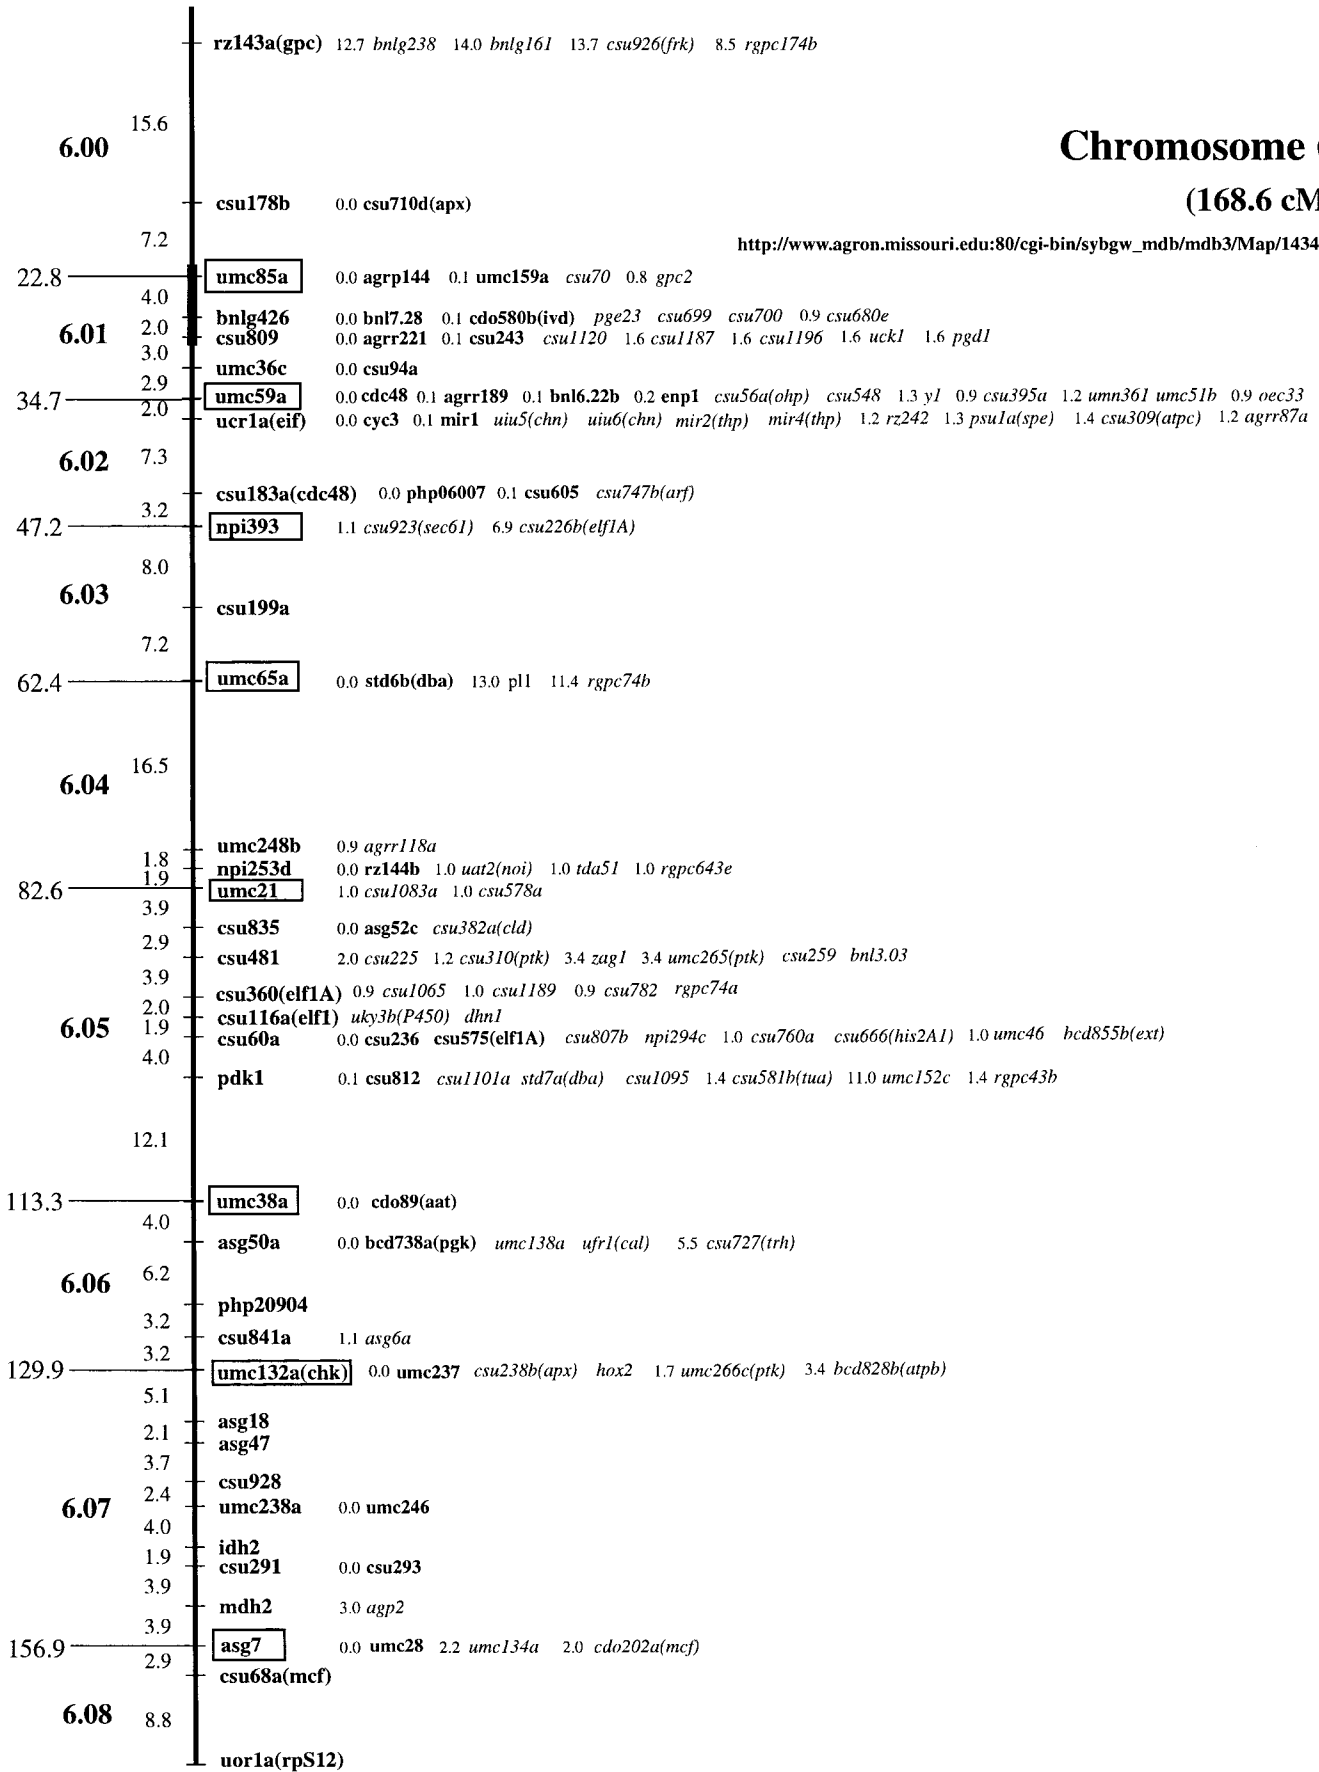 rz143a(gpc) 12.7 bnlg238 14.0 bnlg161 13.7 csu926(frk) 8.5 rgpc174b
15.6
6.00
Chromosome
(168.6 cM
csu178b 0.0 csu710d(apx)
7.2
http://www.agron.missouri.edu:80/cgi-bin/sybgw_mdb/mdb3/Map/1434
22.8 umc85a 0.0 agrp144 0.1 umc159a csu70 0.8 gpc2
4.0
bnlg426 0.0 bnl7.28 0.1 cdo580b(ivd) pge23 csu699 csu700 0.9 csu680e
6.01 2.0
csu809 0.0 agrr221 0.1 csu243 csu1120 1.6 csu1187 1.6 csu1196 1.6 uck1 1.6 pgd1
3.0
umc36c 0.0 csu94a
2.9
34.7 umc59a 0.0 cdc48 0.1 agrr189 0.1 bnl6.22b 0.2 enp1 csu56a(ohp) csu548 1.3 y1 0.9 csu395a 1.2 umn361 umc51b 0.9 oec33
2.0
ucr1a(eif) 0.0 cyc3 0.1 mir1 uiu5(chn) uiu6(chn) mir2(thp) mir4(thp) 1.2 rz242 1.3 psu1a(spe) 1.4 csu309(atpc) 1.2 agrr87a
6.02 7.3
csu183a(cdc48) 0.0 php06007 0.1 csu605 csu747b(arf)
3.2
47.2 npi393 1.1 csu923(sec61) 6.9 csu226b(elf1A)
8.0
6.03
csu199a
7.2
62.4 umc65a 0.0 std6b(dba) 13.0 pl1 11.4 rgpc74b
16.5
6.04
umc248b 0.9 agrr118a
1.8
npi253d 0.0 rz144b 1.0 uat2(noi) 1.0 tda51 1.0 rgpc643e
1.9
82.6 umc21 1.0 csu1083a 1.0 csu578a
3.9
csu835 0.0 asg52c csu382a(cld)
2.9
csu481 2.0 csu225 1.2 csu310(ptk) 3.4 zag1 3.4 umc265(ptk) csu259 bnl3.03
3.9
csu360(elf1A) 0.9 csu1065 1.0 csu1189 0.9 csu782 rgpc74a
2.0
csu116a(elf1) uky3b(P450) dhn1
6.05 1.9
csu60a 0.0 csu236 csu575(elf1A) csu807b npi294c 1.0 csu760a csu666(his2A1) 1.0 umc46 bcd855b(ext)
4.0
pdk1 0.1 csu812 csu1101a std7a(dba) csu1095 1.4 csu581b(tua) 11.0 umc152c 1.4 rgpc43b
12.1
113.3 umc38a 0.0 cdo89(aat)
4.0
asg50a 0.0 bcd738a(pgk) umc138a ufr1(cal) 5.5 csu727(trh)
6.06 6.2
php20904
3.2
csu841a 1.1 asg6a
3.2
129.9 umc132a(chk) 0.0 umc237 csu238b(apx) hox2 1.7 umc266c(ptk) 3.4 bcd828b(atpb)
5.1
asg18
2.1
asg47
3.7
csu928
2.4
6.07 umc238a 0.0 umc246
4.0
idh2
1.9
csu291 0.0 csu293
3.9
mdh2 3.0 agp2
3.9
156.9 asg7 0.0 umc28 2.2 umc134a 2.0 cdo202a(mcf)
2.9
csu68a(mcf)
6.08 8.8
uor1a(rpS12)